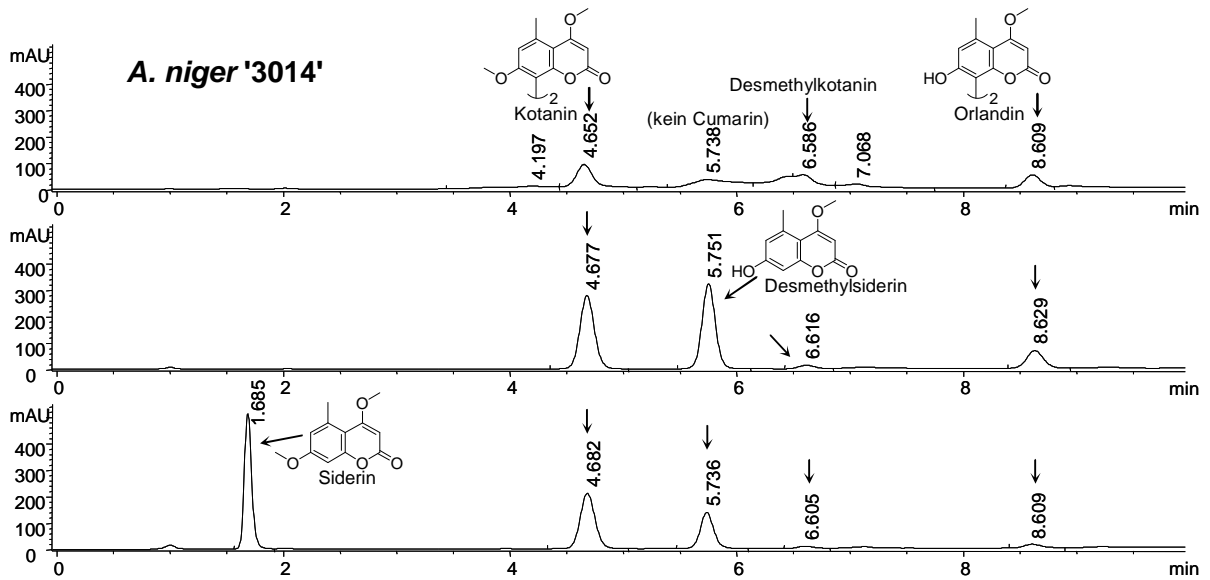 A. niger '3014'
mAU
400
300
200
100
0
O
O
O
O
2
Kotanin
4.197
4.652
(kein Cumarin)
5.738
Desmethylkotanin
6.586
7.068
O
HO
O
O
2
Orlandin
8.609
0
2
4
6
8
min
mAU
400
300
200
100
0
4.677
5.751
O
HO
O
O
Desmethylsiderin
6.616
8.629
0
2
4
6
8
min
mAU
400
300
200
100
0
1.685
O
O
O
O
Siderin
4.682
5.736
6.605
8.609
0
2
4
6
8
min